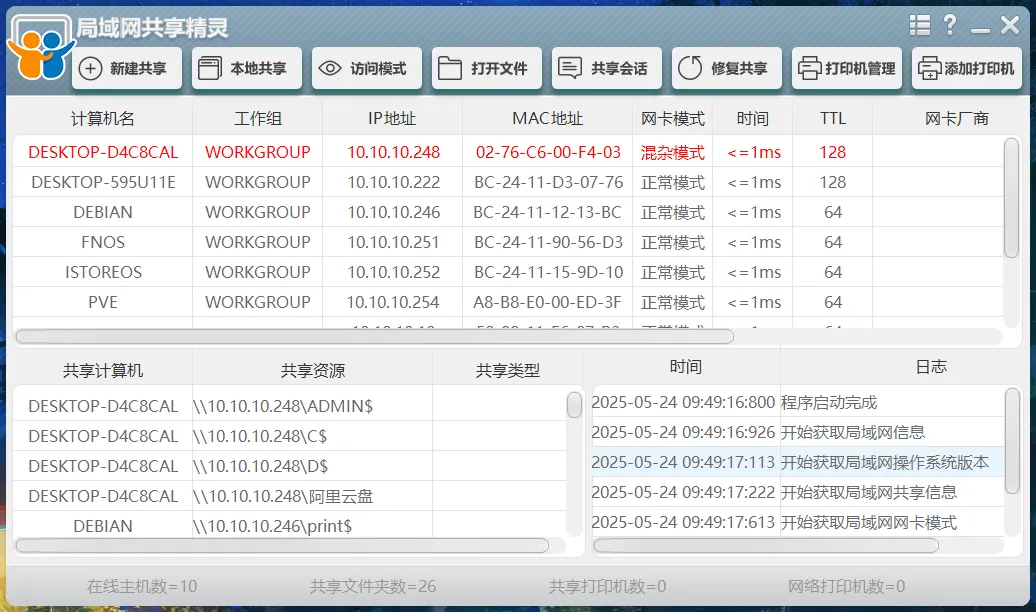 局域网共享精灵
新建共享 本地共享 访问模式 打开文件 共享会话 修复共享 打印机管理 添加打印机
计算机名 工作组 IP地址 MAC地址 网卡模式 时间 TTL 网卡厂商
DESKTOP-D4C8CAL WORKGROUP 10.10.10.248 02-76-C6-00-F4-03 混杂模式 <=1ms 128
DESKTOP-595U11E WORKGROUP 10.10.10.222 BC-24-11-D3-07-76 正常模式 <=1ms 128
DEBIAN WORKGROUP 10.10.10.246 BC-24-11-12-13-BC 正常模式 <=1ms 64
FNOS WORKGROUP 10.10.10.251 BC-24-11-90-56-D3 正常模式 <=1ms 64
ISTOREOS WORKGROUP 10.10.10.252 BC-24-11-15-9D-10 正常模式 <=1ms 64
PVE WORKGROUP 10.10.10.254 A8-B8-E0-00-ED-3F 正常模式 <=1ms 64
共享计算机 共享资源 共享类型
DESKTOP-D4C8CAL \\10.10.10.248\ADMIN$
DESKTOP-D4C8CAL \\10.10.10.248\C$
DESKTOP-D4C8CAL \\10.10.10.248\D$
DESKTOP-D4C8CAL \\10.10.10.248\阿里云盘
DEBIAN \\10.10.10.246\print$
时间 日志
2025-05-24 09:49:16:800 程序启动完成
2025-05-24 09:49:16:926 开始获取局域网信息
2025-05-24 09:49:17:113 开始获取局域网操作系统版本
2025-05-24 09:49:17:222 开始获取局域网共享信息
2025-05-24 09:49:17:613 开始获取局域网网卡模式
在线主机数=10 共享文件夹数=26 共享打印机数=0 网络打印机数=0